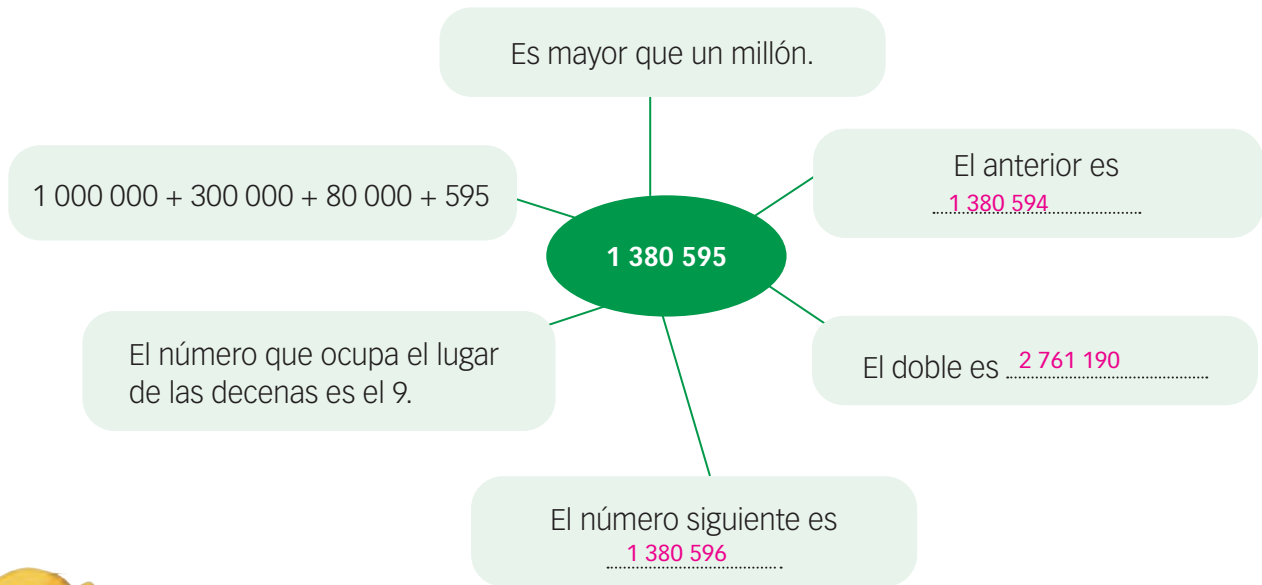 Es mayor que un millón.
1 000 000 + 300 000 + 80 000 + 595
El anterior es
1 380 594
1 380 595
El número que ocupa el lugar
de las decenas es el 9.
El doble es 2 761 190
El número siguiente es
1 380 596